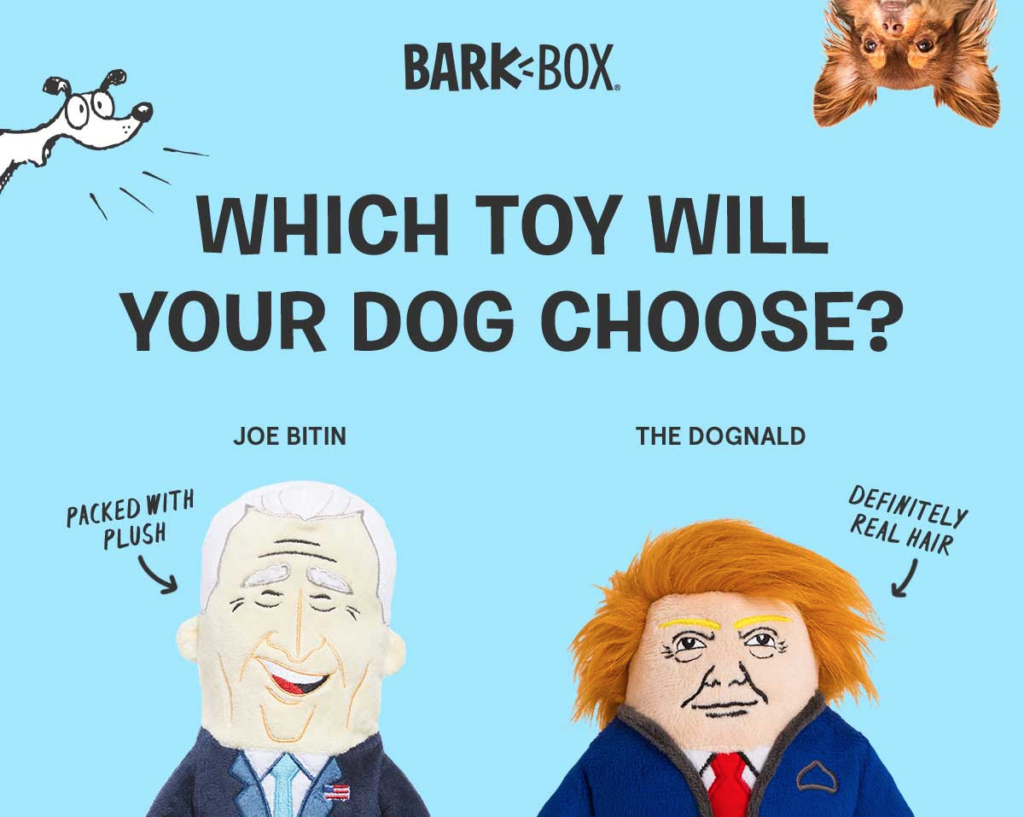 BARK BOX®
WHICH TOY WILL
YOUR DOG CHOOSE?
JOE BITIN
THE DOGNALD
PACKED WITH
PLUSH
DEFINITELY
REAL HAIR